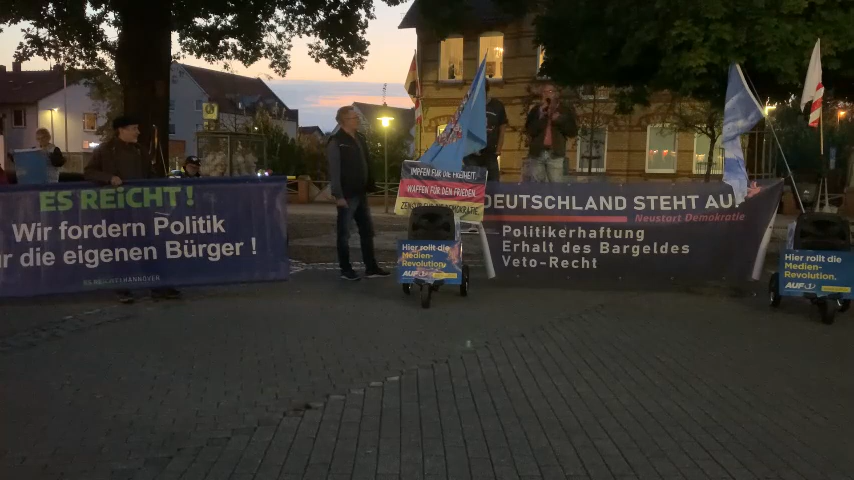 ES REICHT!
Wir fordern Politik
für die eigenen Bürger!
IMPFEN FÜR DIE FREIHEIT.
WAFFEN FÜR DEN FRIEDEN.
DEUTSCHLAND STEHT AUF
Neustart Demokratie
Politikerhaftung
Erhalt des Bargeldes
Veto-Recht
Hier rollt die
Medien-
Revolution.
AUF1
Hier rollt die
Medien-
Revolution.
AUF1